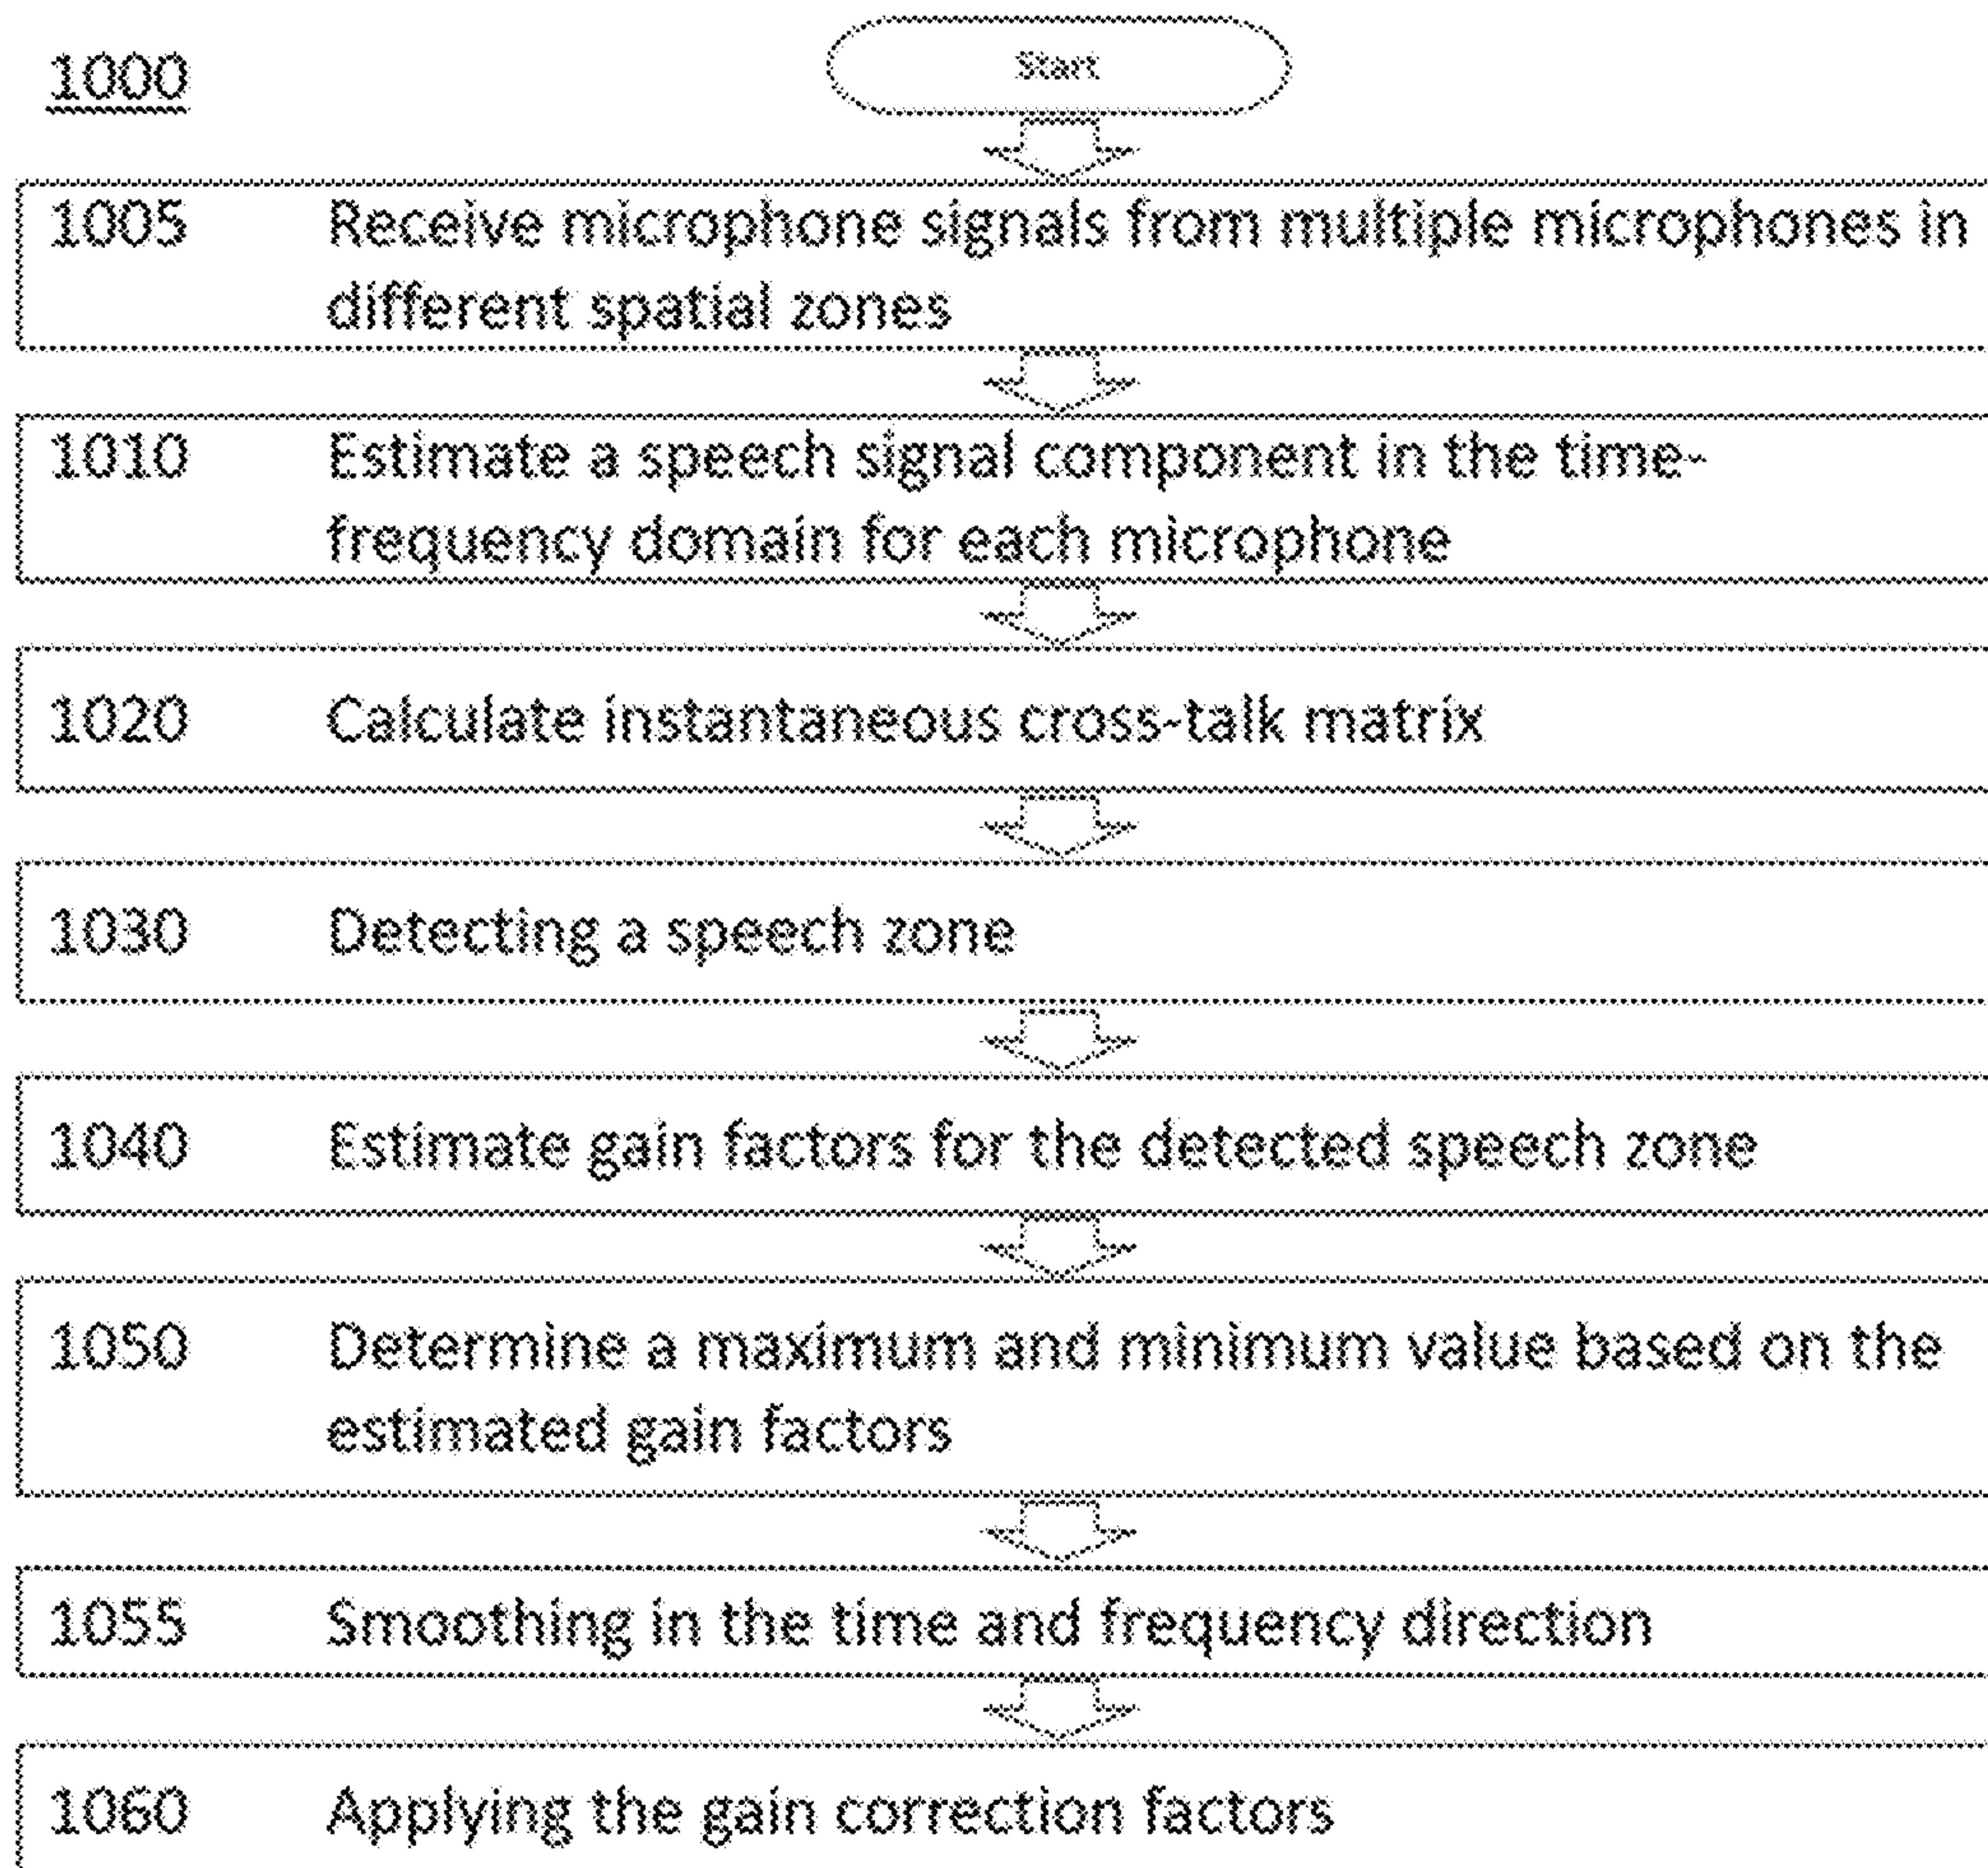 1000
Start
1005 Receive microphone signals from multiple microphones in
different spatial zones
1010 Estimate a speech signal component in the time-
frequency domain for each microphone
1020 Calculate instantaneous cross-talk matrix
1030 Detecting a speech zone
1040 Estimate gain factors for the detected speech zone
1050 Determine a maximum and minimum value based on the
estimated gain factors
1055 Smoothing in the time and frequency direction
1060 Applying the gain correction factors